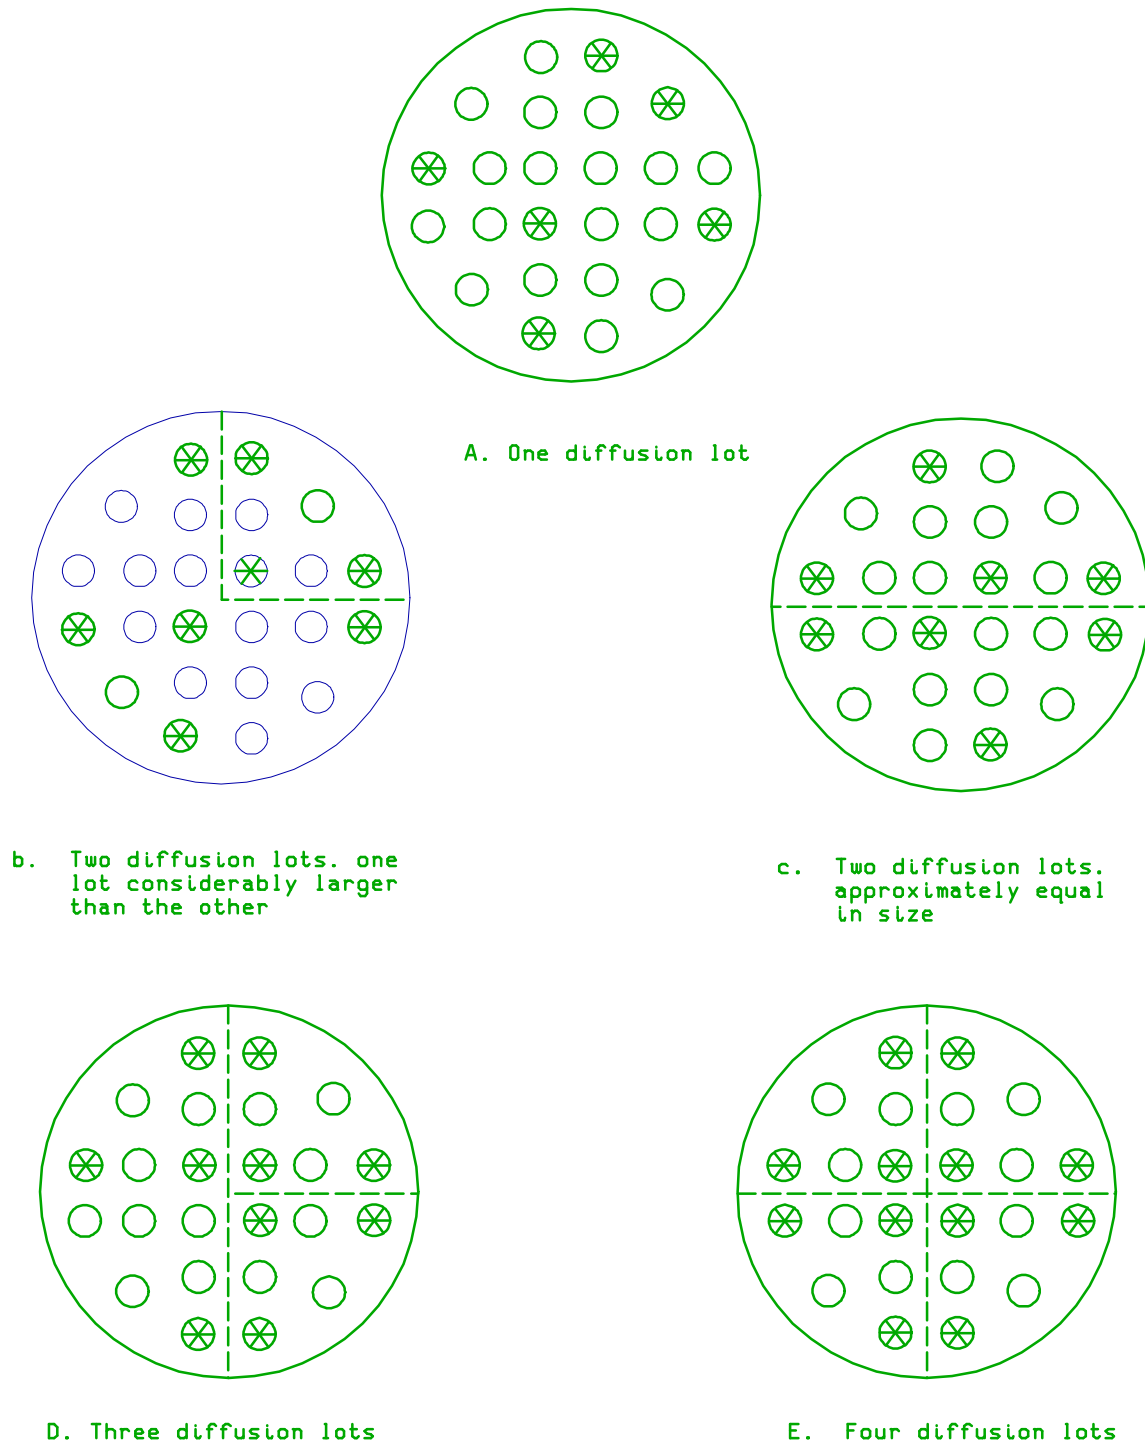 A. One diffusion lot
b. Two diffusion lots. one
lot considerably larger
than the other
c. Two diffusion lots.
approximately equal
in size
D. Three diffusion lots
E. Four diffusion lots